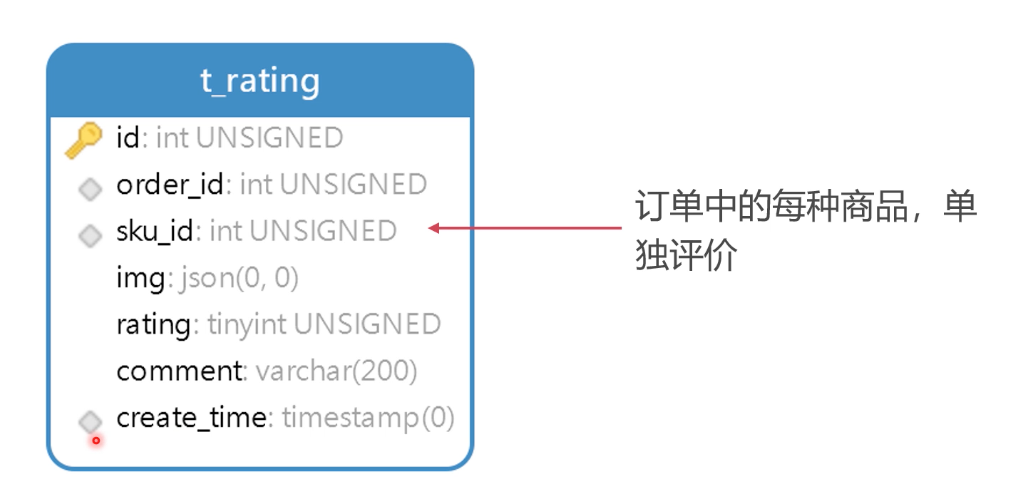 t_rating
id: int UNSIGNED
order_id: int UNSIGNED
sku_id: int UNSIGNED
img: json(0, 0)
rating: tinyint UNSIGNED
comment: varchar(200)
create_time: timestamp(0)
订单中的每种商品，单
独评价